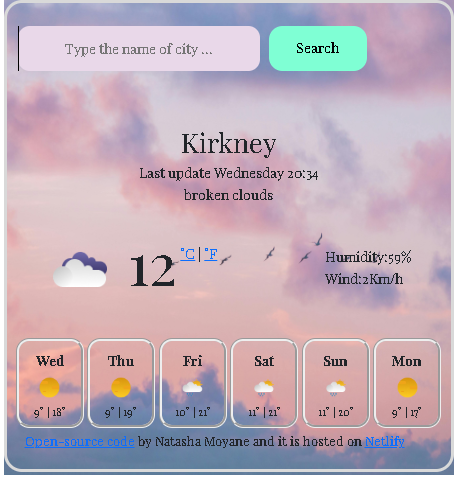 Type the name of city ...
Search
Kirkney
Last update Wednesday 20:34
broken clouds
12 °C | °F
Humidity:59%
Wind:2Km/h
Wed Thu Fri Sat Sun Mon
9° | 18° 9° | 19° 10° | 21° 11° | 21° 11° | 20° 9° | 17°
Open-source code by Natasha Moyane and it is hosted on Netlify